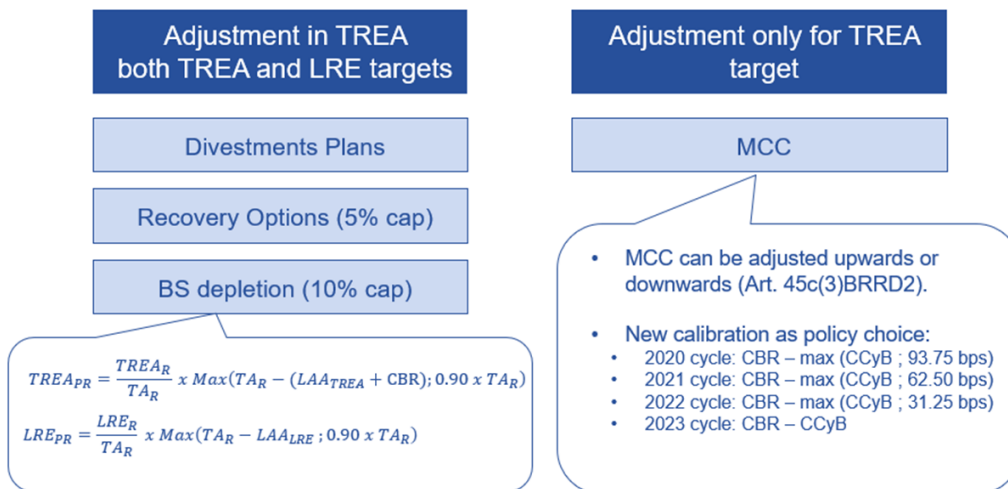 Adjustment in TREA
both TREA and LRE targets
Divestments Plans
Recovery Options (5% cap)
BS depletion (10% cap)
TREA_PR = TREA_R / TA_R x Max(TA_R − (LAA_TREA + CBR); 0.90 x TA_R)
LRE_PR = LRE_R / TA_R x Max(TA_R − LAA_LRE ; 0.90 x TA_R)
Adjustment only for TREA
target
MCC
• MCC can be adjusted upwards or
downwards (Art. 45c(3)BRRD2).
• New calibration as policy choice:
• 2020 cycle: CBR – max (CCyB ; 93.75 bps)
• 2021 cycle: CBR – max (CCyB ; 62.50 bps)
• 2022 cycle: CBR – max (CCyB ; 31.25 bps)
• 2023 cycle: CBR – CCyB